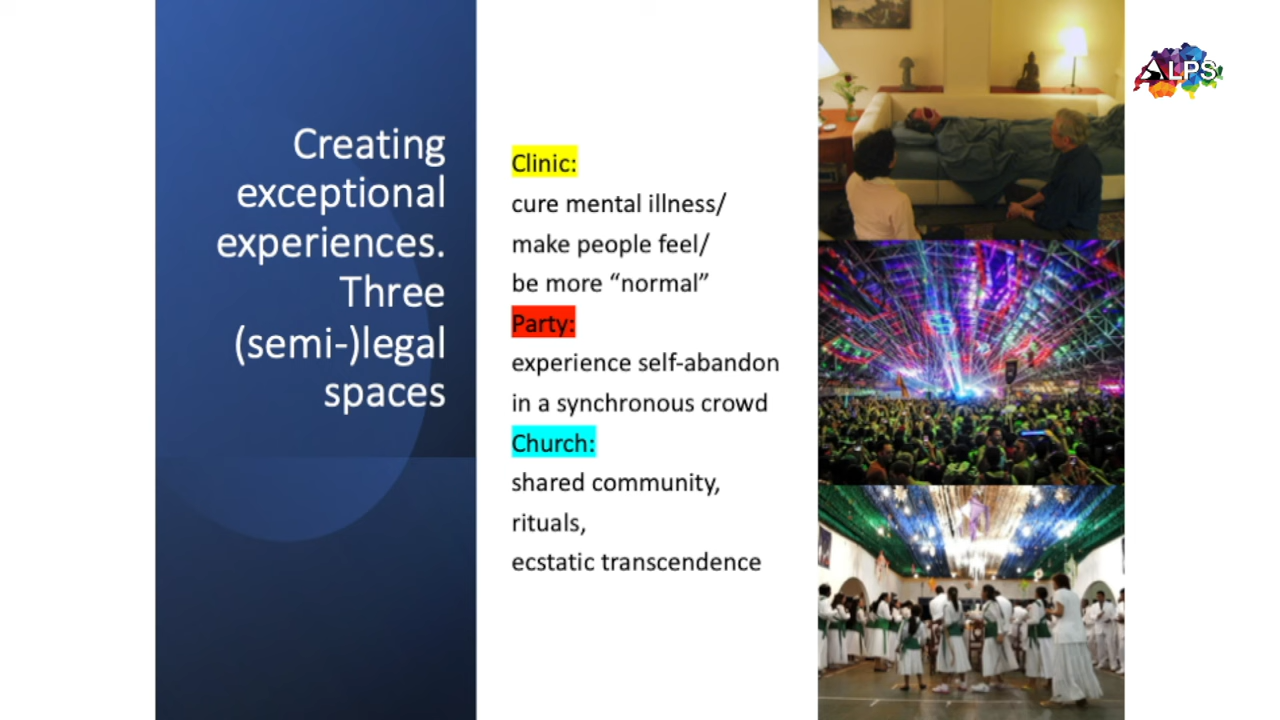 Creating
exceptional
experiences.
Three
(semi-)legal
spaces
Clinic:
cure mental illness/
make people feel/
be more “normal”
Party:
experience self-abandon
in a synchronous crowd
Church:
shared community,
rituals,
ecstatic transcendence
ALPS